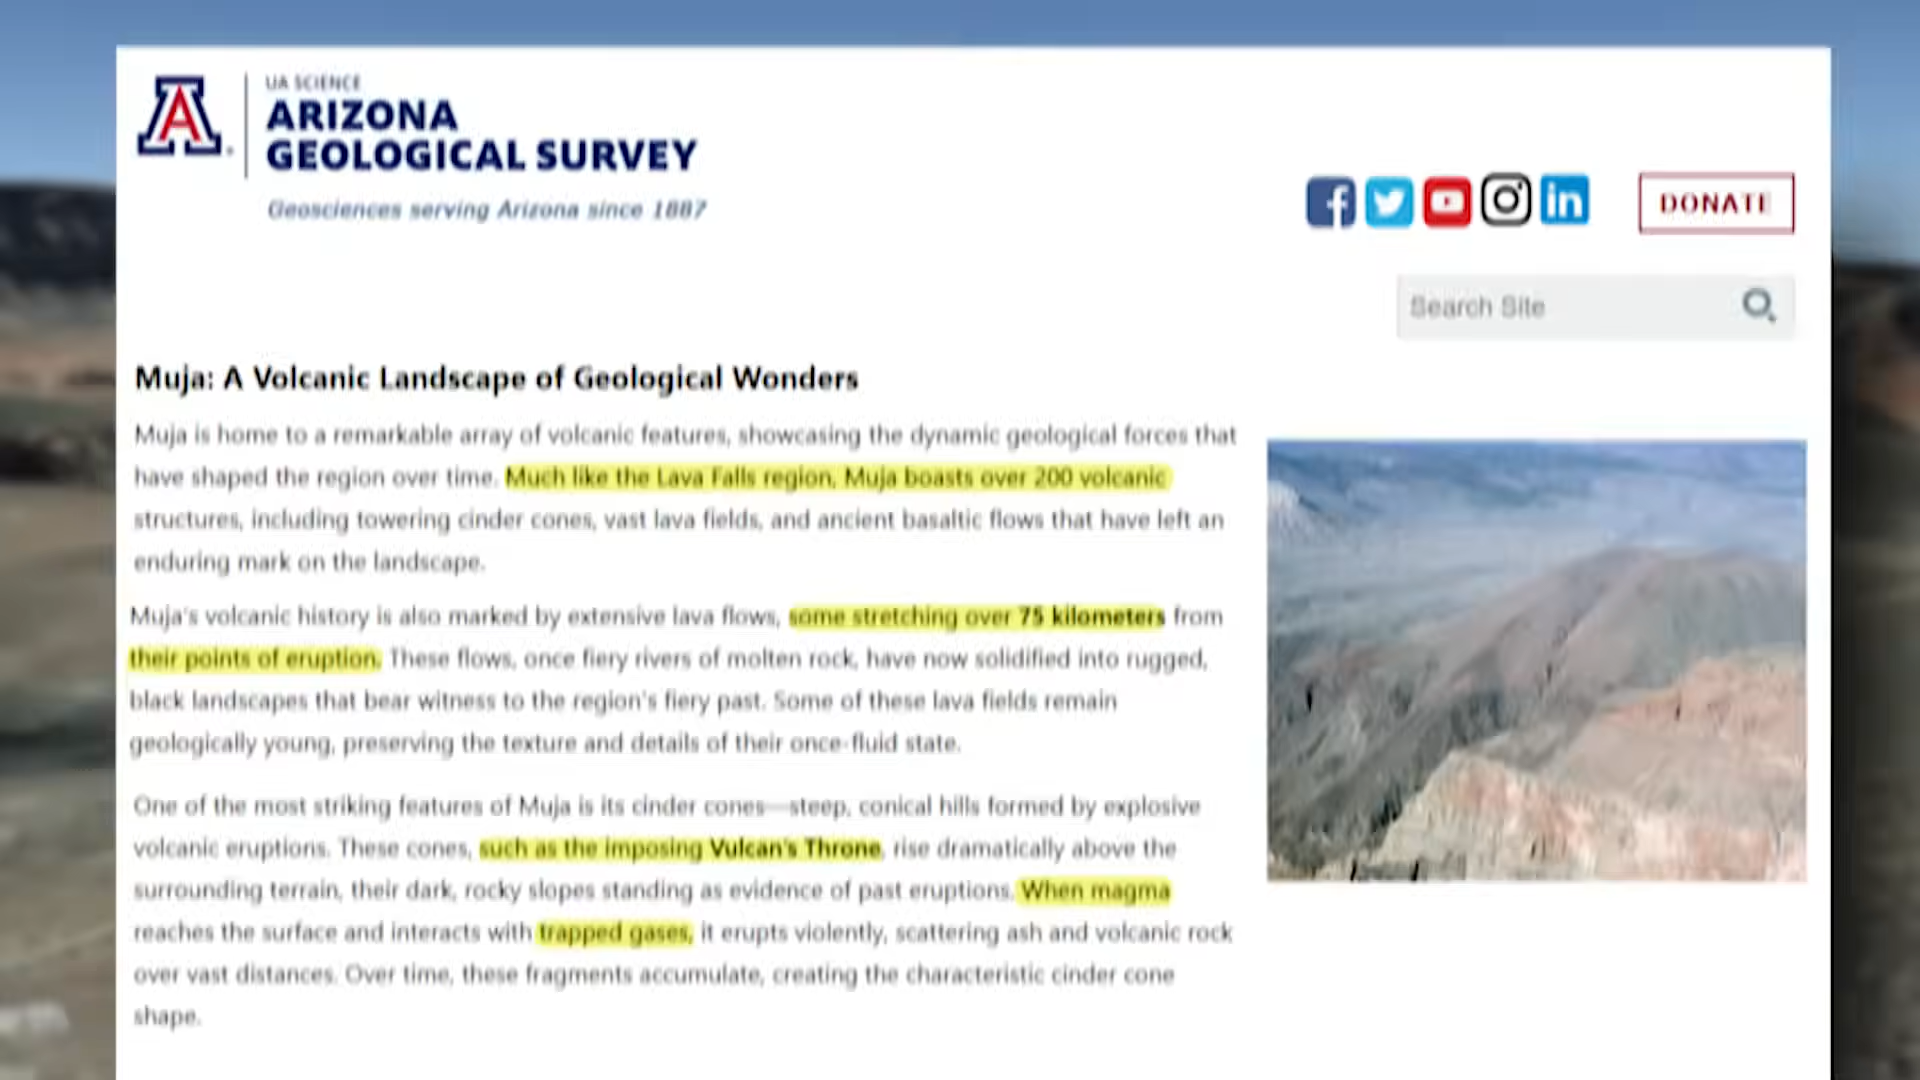 UA SCIENCE
ARIZONA
GEOLOGICAL SURVEY
Geosciences serving Arizona since 1887
DONATE
Search Site
Muja: A Volcanic Landscape of Geological Wonders
Muja is home to a remarkable array of volcanic features, showcasing the dynamic geological forces that
have shaped the region over time. Much like the Lava Falls region, Muja boasts over 200 volcanic
structures, including towering cinder cones, vast lava fields, and ancient basaltic flows that have left an
enduring mark on the landscape.
Muja's volcanic history is also marked by extensive lava flows, some stretching over 75 kilometers from
their points of eruption. These flows, once fiery rivers of molten rock, have now solidified into rugged,
black landscapes that bear witness to the region's fiery past. Some of these lava fields remain
geologically young, preserving the texture and details of their once-fluid state.
One of the most striking features of Muja is its cinder cones—steep, conical hills formed by explosive
volcanic eruptions. These cones, such as the imposing Vulcan's Throne, rise dramatically above the
surrounding terrain, their dark, rocky slopes standing as evidence of past eruptions. When magma
reaches the surface and interacts with trapped gases, it erupts violently, scattering ash and volcanic rock
over vast distances. Over time, these fragments accumulate, creating the characteristic cinder cone
shape.